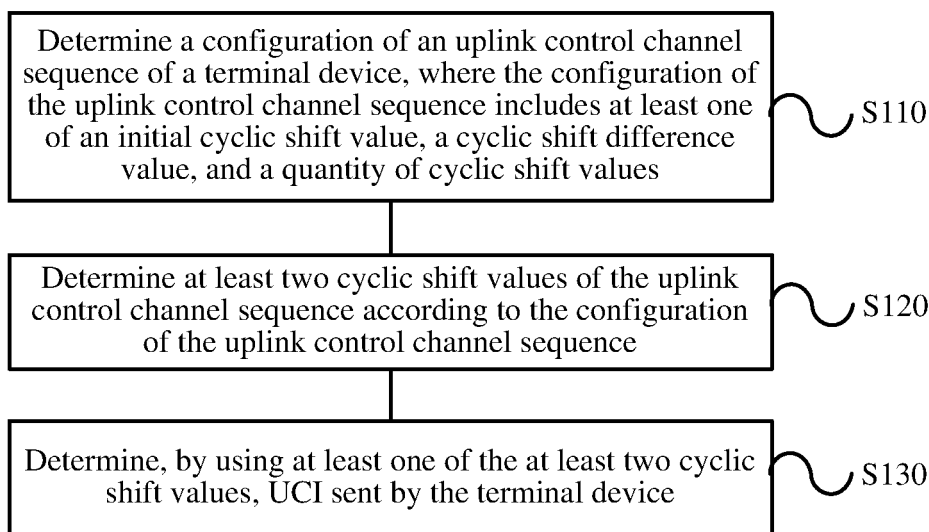 Determine a configuration of an uplink control channel
sequence of a terminal device, where the configuration of
the uplink control channel sequence includes at least one
of an initial cyclic shift value, a cyclic shift difference
value, and a quantity of cyclic shift values
S110
Determine at least two cyclic shift values of the uplink
control channel sequence according to the configuration
of the uplink control channel sequence
S120
Determine, by using at least one of the at least two cyclic
shift values, UCI sent by the terminal device
S130